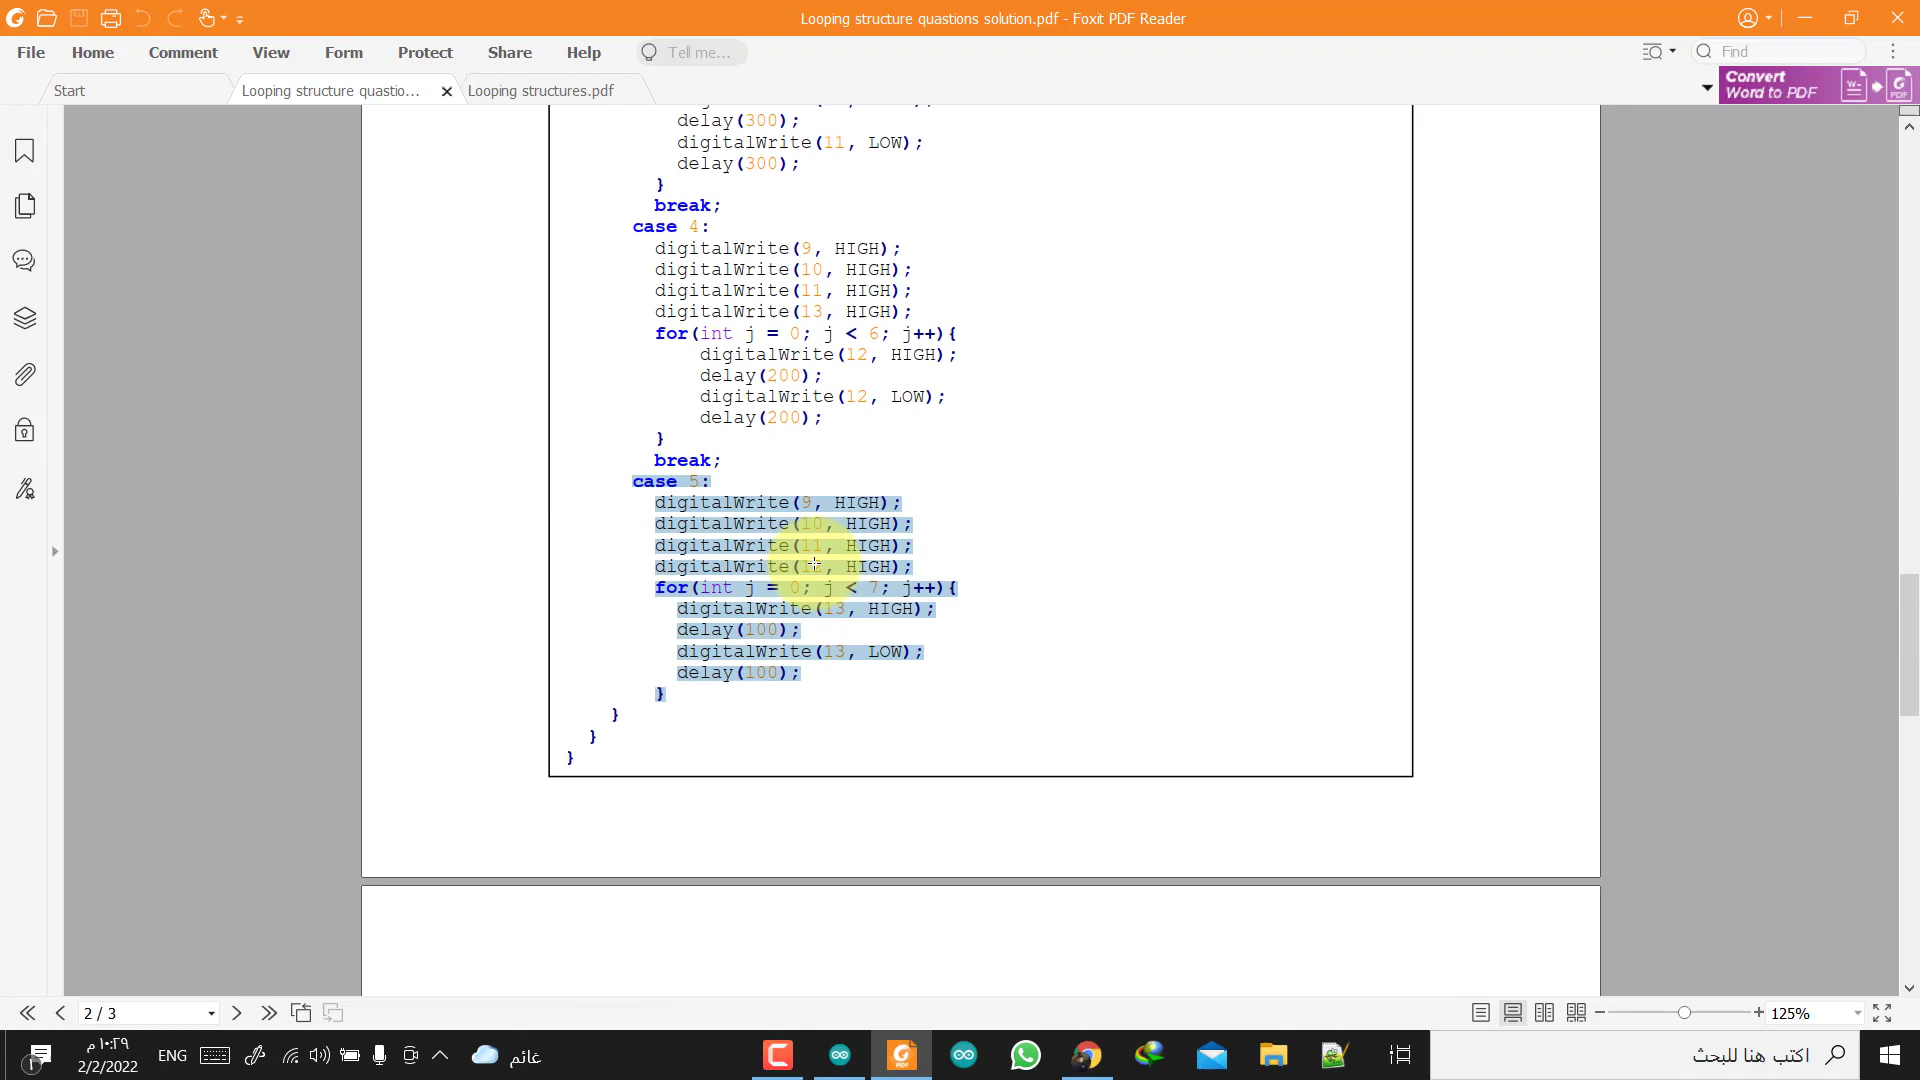 Looping structure quastions solution.pdf - Foxit PDF Reader
File Home Comment View Form Protect Share Help Tell me... Find
Start Looping structure quastio... Looping structures.pdf
Convert
Word to PDF
delay(300);
digitalWrite(11, LOW);
delay(300);
}
break;
case 4:
digitalWrite(9, HIGH);
digitalWrite(10, HIGH);
digitalWrite(11, HIGH);
digitalWrite(13, HIGH);
for(int j = 0; j < 6; j++){
digitalWrite(12, HIGH);
delay(200);
digitalWrite(12, LOW);
delay(200);
}
break;
case 5:
digitalWrite(9, HIGH);
digitalWrite(10, HIGH);
digitalWrite(11, HIGH);
digitalWrite(12, HIGH);
for(int j = 0; j < 7; j++){
digitalWrite(13, HIGH);
delay(100);
digitalWrite(13, LOW);
delay(100);
}
}
}
}
2 / 3
125%
١٠:٢٩ م
2/2/2022
ENG
غائم
اكتب هنا للبحث